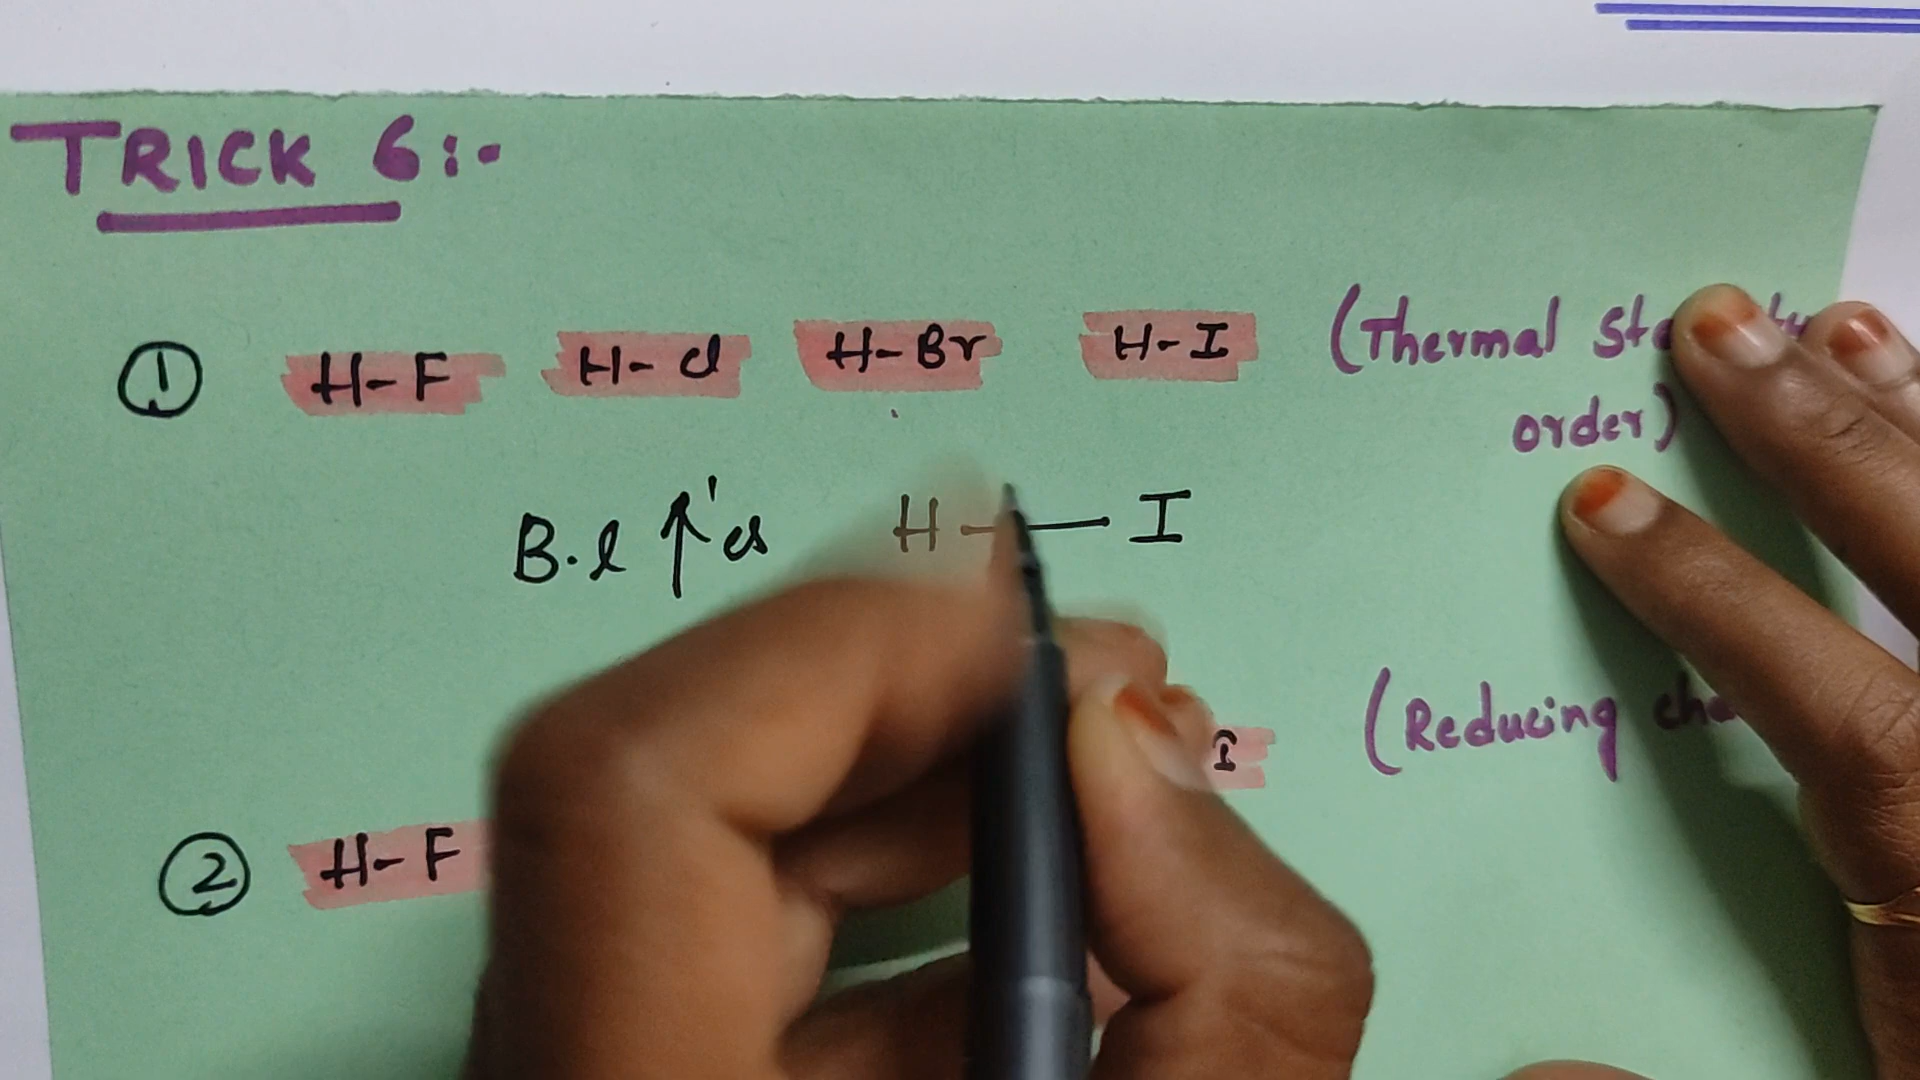 TRICK 6:-
① H-F H-Cl H-Br H-I (Thermal
order)
B.l ↑'es H — I
② H-F I (Reducing